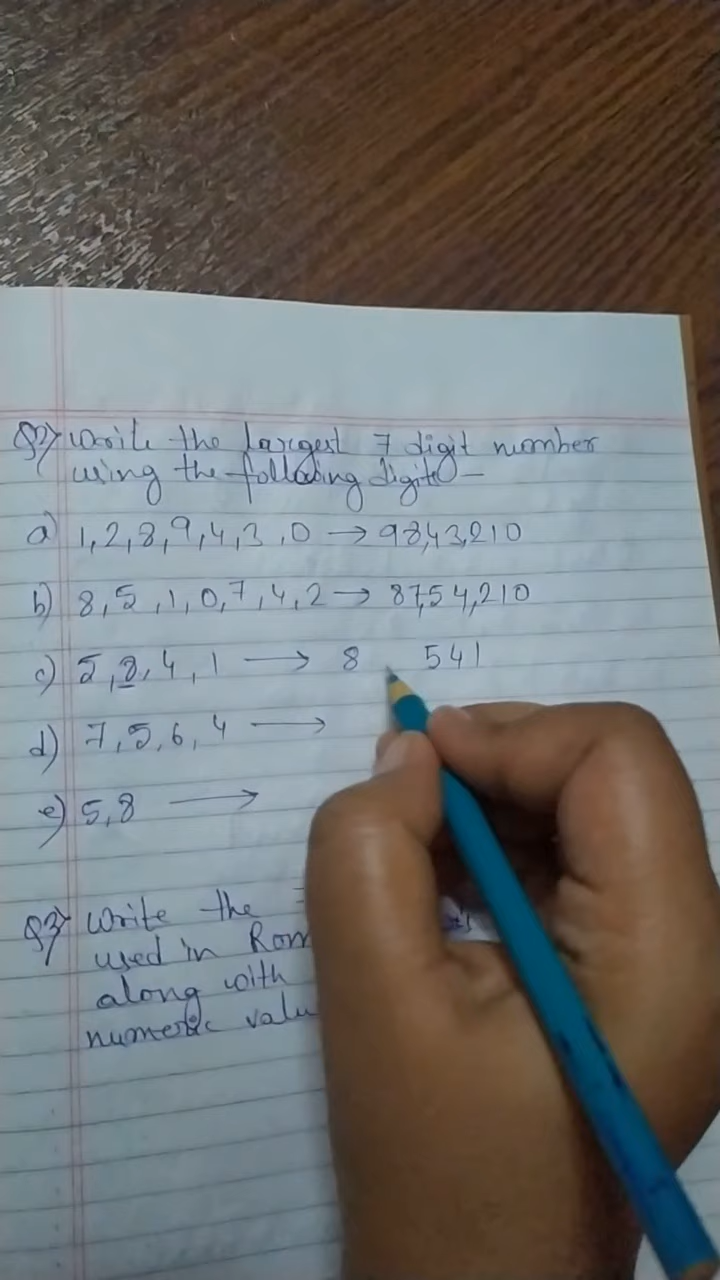 Q2) Write the largest 7 digit number
using the following digits -
a) 1, 2, 8, 9, 4, 3, 0 → 98,43,210
b) 8, 5, 1, 0, 7, 4, 2 → 87,54,210
c) 5, 8, 4, 1 → 8 541
d) 7, 5, 6, 4 →
e) 5, 8 →
Q3) Write the
used in Rom
along with
numeric valu